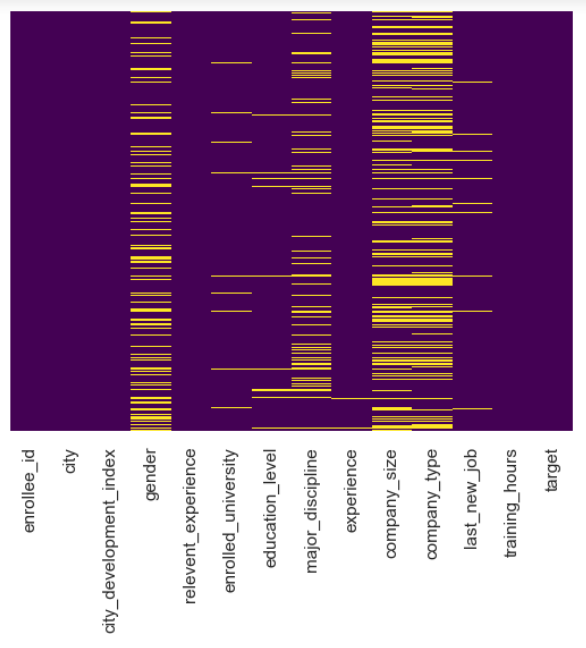 enrollee_id
city
city_development_index
gender
relevent_experience
enrolled_university
education_level
major_discipline
experience
company_size
company_type
last_new_job
training_hours
target